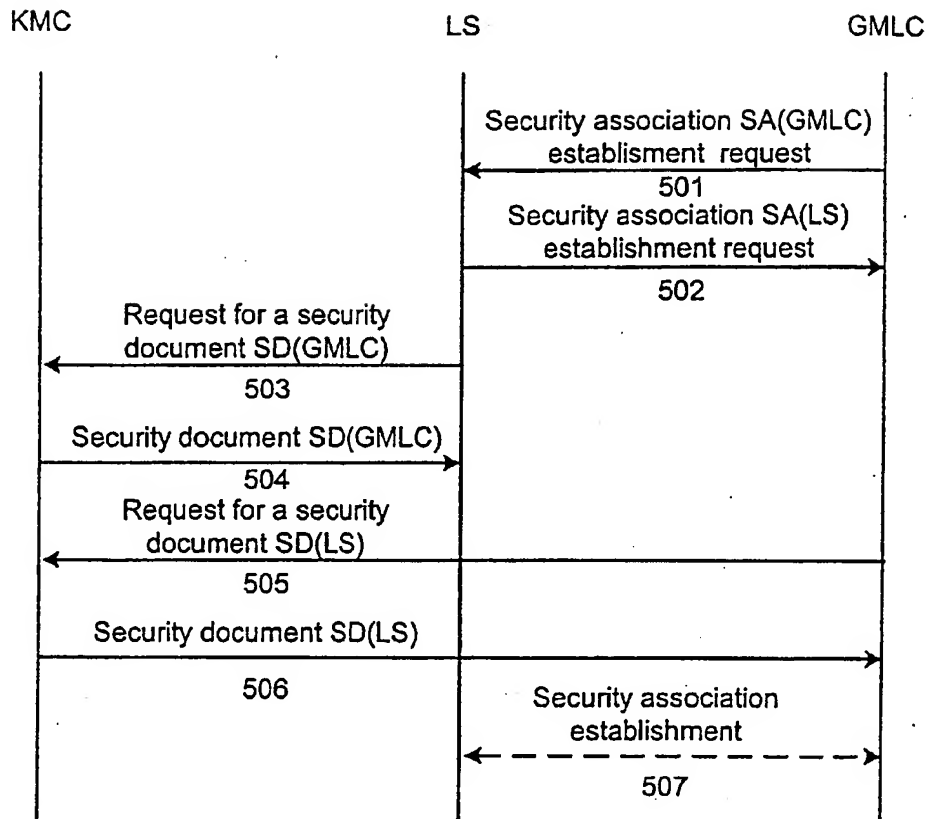 KMC LS GMLC
Security association SA(GMLC)
establisment request
501
Security association SA(LS)
establishment request
502
Request for a security
document SD(GMLC)
503
Security document SD(GMLC)
504
Request for a security
document SD(LS)
505
Security document SD(LS)
506
Security association
establishment
507